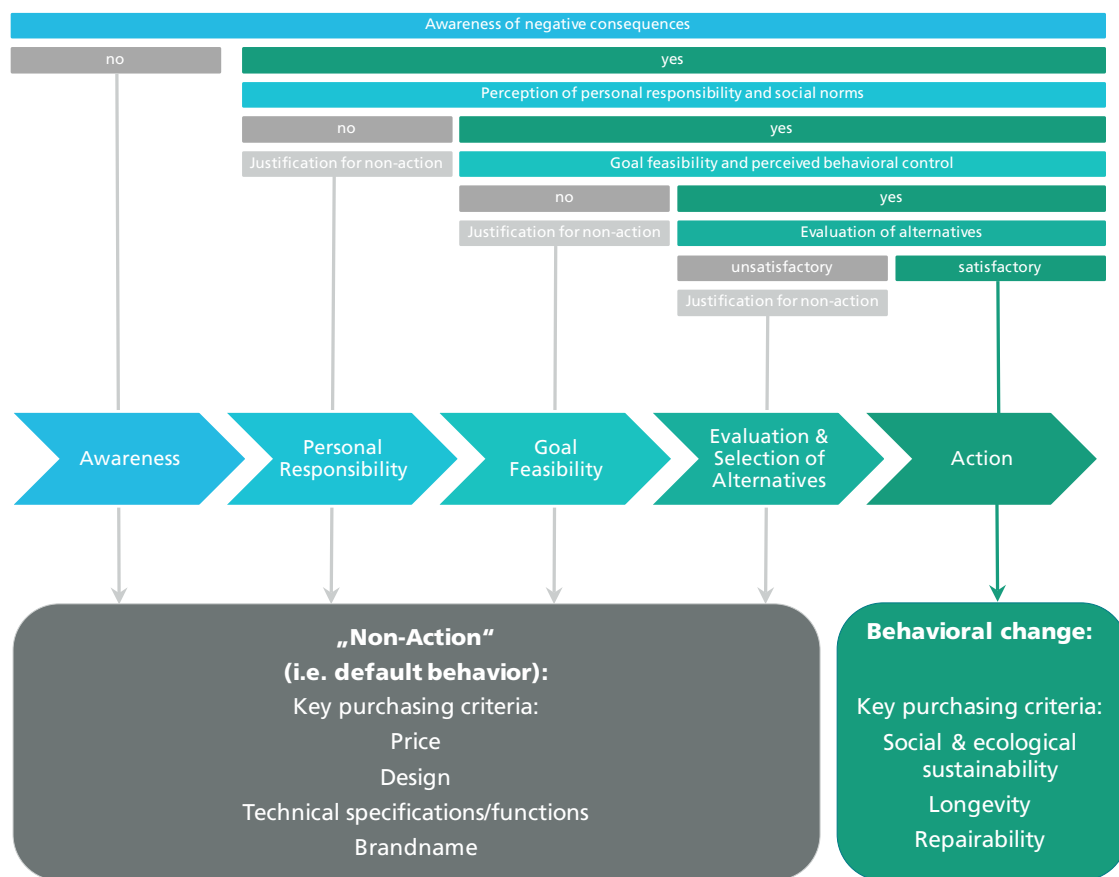 Awareness of negative consequences
no
yes
Perception of personal responsibility and social norms
no
yes
Justification for non-action
Goal feasibility and perceived behavioral control
no
yes
Justification for non-action
Evaluation of alternatives
unsatisfactory
satisfactory
Justification for non-action
Awareness
Personal
Responsibility
Goal
Feasibility
Evaluation &
Selection of
Alternatives
Action
„Non-Action“
(i.e. default behavior):
Key purchasing criteria:
Price
Design
Technical specifications/functions
Brandname
Behavioral change:
Key purchasing criteria:
Social & ecological
sustainability
Longevity
Repairability